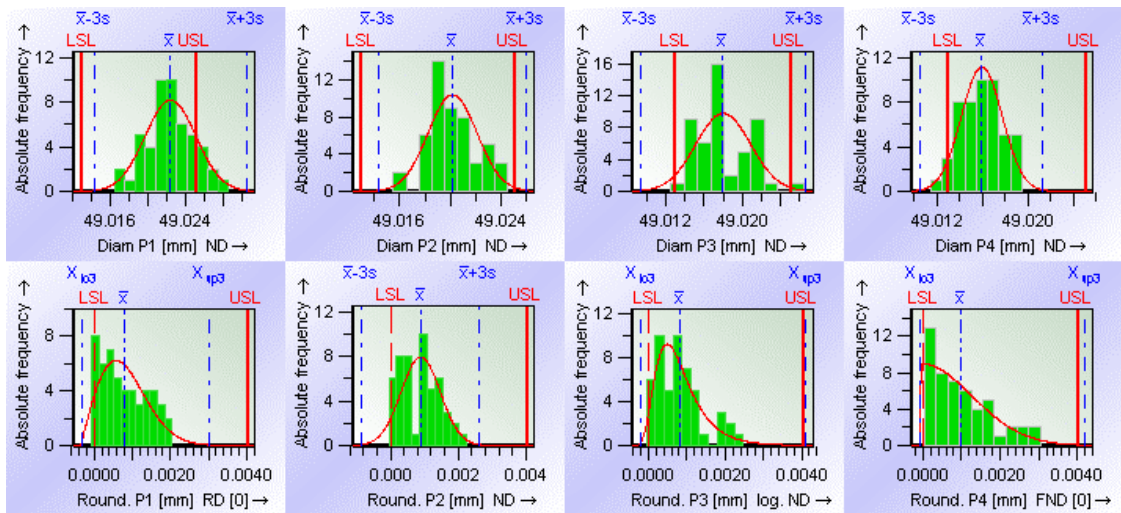 x̅-3s x̅+3s
LSL x̅ USL
Absolute frequency →
12
8
4
0
49.016 49.024
Diam P1 [mm] ND →
x̅-3s x̅+3s
LSL x̅ USL
Absolute frequency →
12
8
4
0
49.016 49.024
Diam P2 [mm] ND →
x̅-3s x̅+3s
LSL x̅ USL
Absolute frequency →
16
12
8
4
0
49.012 49.020
Diam P3 [mm] ND →
x̅-3s x̅+3s
LSL x̅ USL
Absolute frequency →
12
8
4
0
49.012 49.020
Diam P4 [mm] ND →
X lo3 X up3
LSL x̅ USL
Absolute frequency →
8
4
0
0.0000 0.0020 0.0040
Round. P1 [mm] RD [0] →
x̅-3s x̅+3s
LSL x̅ USL
Absolute frequency →
12
8
4
0
0.000 0.002 0.004
Round. P2 [mm] ND →
X lo3 X up3
LSL x̅ USL
Absolute frequency →
12
8
4
0
0.0000 0.0020 0.0040
Round. P3 [mm] log. ND →
X lo3 X up3
LSL x̅ USL
Absolute frequency →
12
8
4
0
0.0000 0.0020 0.0040
Round. P4 [mm] FND [0] →